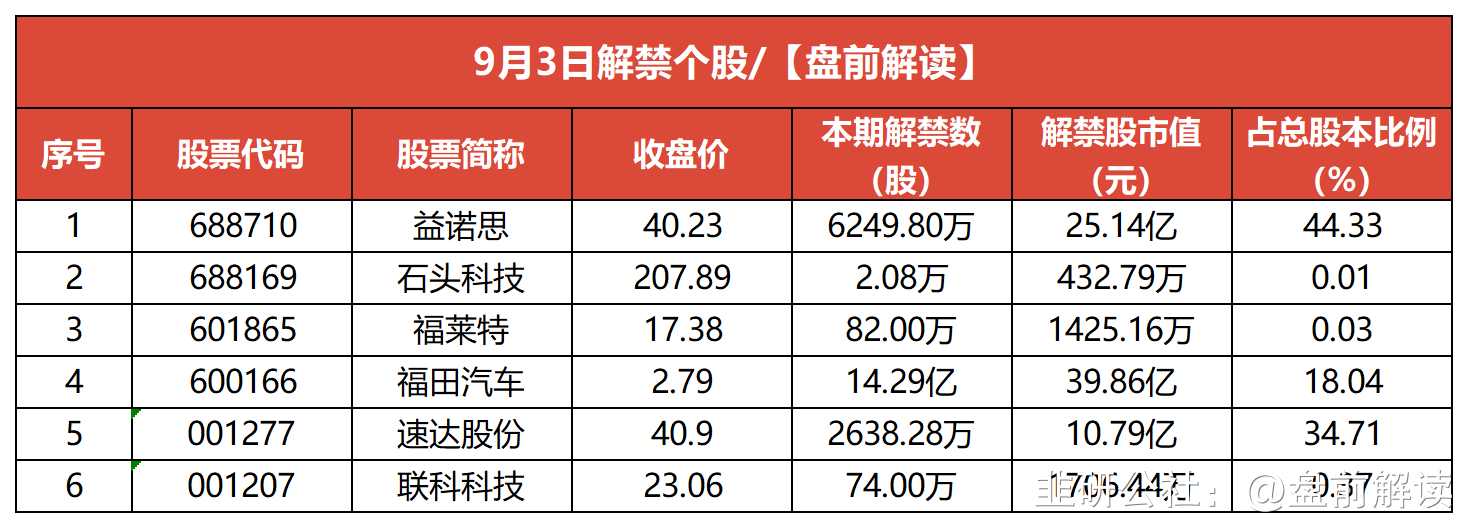 9月3日解禁个股/【盘前解读】
序号 股票代码 股票简称 收盘价 本期解禁数（股） 解禁股市值（元） 占总股本比例（%）
1 688710 益诺思 40.23 6249.80万 25.14亿 44.33
2 688169 石头科技 207.89 2.08万 432.79万 0.01
3 601865 福莱特 17.38 82.00万 1425.16万 0.03
4 600166 福田汽车 2.79 14.29亿 39.86亿 18.04
5 001277 速达股份 40.9 2638.28万 10.79亿 34.71
6 001207 联科科技 23.06 74.00万 1706.44万 0.37
韭研公社：@盘前解读